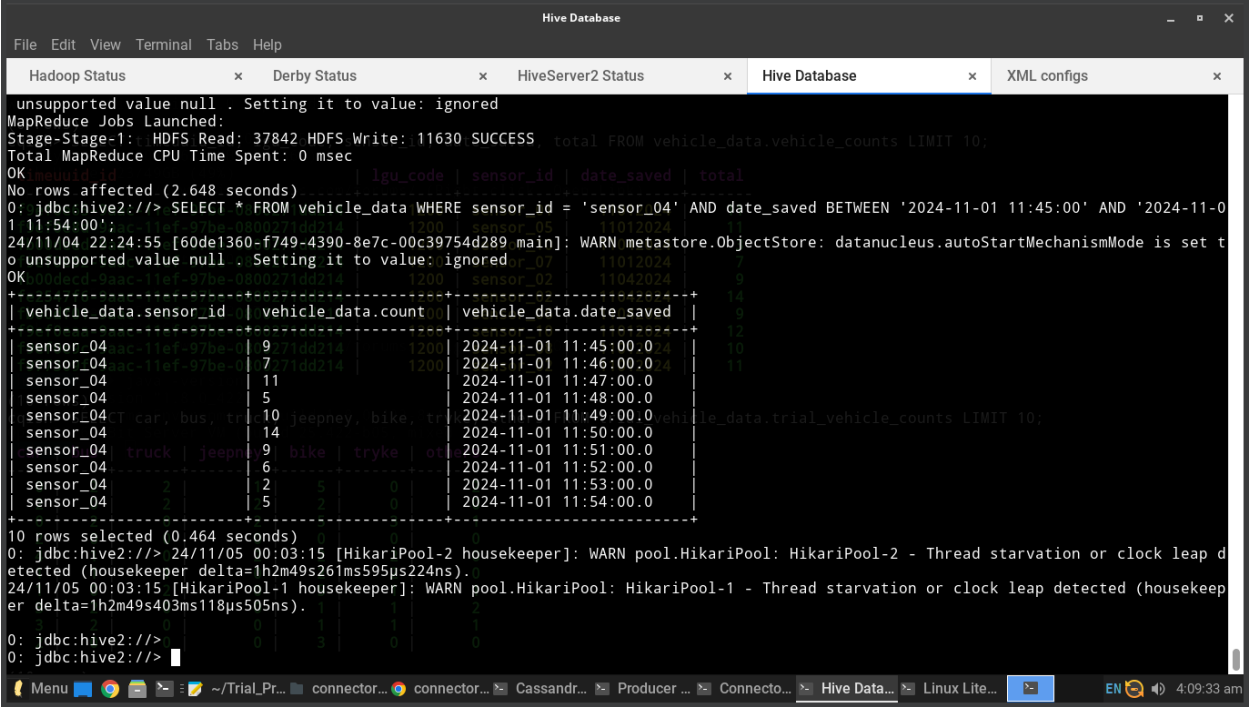 Hive Database
File Edit View Terminal Tabs Help
Hadoop Status × Derby Status × HiveServer2 Status × Hive Database × XML configs ×
unsupported value null . Setting it to value: ignored
MapReduce Jobs Launched:
Stage-Stage-1:  HDFS Read: 37842 HDFS Write: 11630 SUCCESS
Total MapReduce CPU Time Spent: 0 msec
OK
No rows affected (2.648 seconds)
0: jdbc:hive2://> SELECT * FROM vehicle_data WHERE sensor_id = 'sensor_04' AND date_saved BETWEEN '2024-11-01 11:45:00' AND '2024-11-0
1 11:54:00';
24/11/04 22:24:55 [60de1360-f749-4390-8e7c-00c39754d289 main]: WARN metastore.ObjectStore: datanucleus.autoStartMechanismMode is set t
o unsupported value null . Setting it to value: ignored
OK
| vehicle_data.sensor_id | vehicle_data.count | vehicle_data.date_saved |
| sensor_04 | 9 | 2024-11-01 11:45:00.0 |
| sensor_04 | 7 | 2024-11-01 11:46:00.0 |
| sensor_04 | 11 | 2024-11-01 11:47:00.0 |
| sensor_04 | 5 | 2024-11-01 11:48:00.0 |
| sensor_04 | 10 | 2024-11-01 11:49:00.0 |
| sensor_04 | 14 | 2024-11-01 11:50:00.0 |
| sensor_04 | 9 | 2024-11-01 11:51:00.0 |
| sensor_04 | 6 | 2024-11-01 11:52:00.0 |
| sensor_04 | 2 | 2024-11-01 11:53:00.0 |
| sensor_04 | 5 | 2024-11-01 11:54:00.0 |
10 rows selected (0.464 seconds)
0: jdbc:hive2://> 24/11/05 00:03:15 [HikariPool-2 housekeeper]: WARN pool.HikariPool: HikariPool-2 - Thread starvation or clock leap d
etected (housekeeper delta=1h2m49s261ms595µs224ns).
24/11/05 00:03:15 [HikariPool-1 housekeeper]: WARN pool.HikariPool: HikariPool-1 - Thread starvation or clock leap detected (housekeep
er delta=1h2m49s403ms118µs505ns).
0: jdbc:hive2://>
0: jdbc:hive2://>
Menu ~/Trial_Pr... connector... connector... Cassandr... Producer ... Connecto... Hive Data... Linux Lite... EN 4:09:33 am